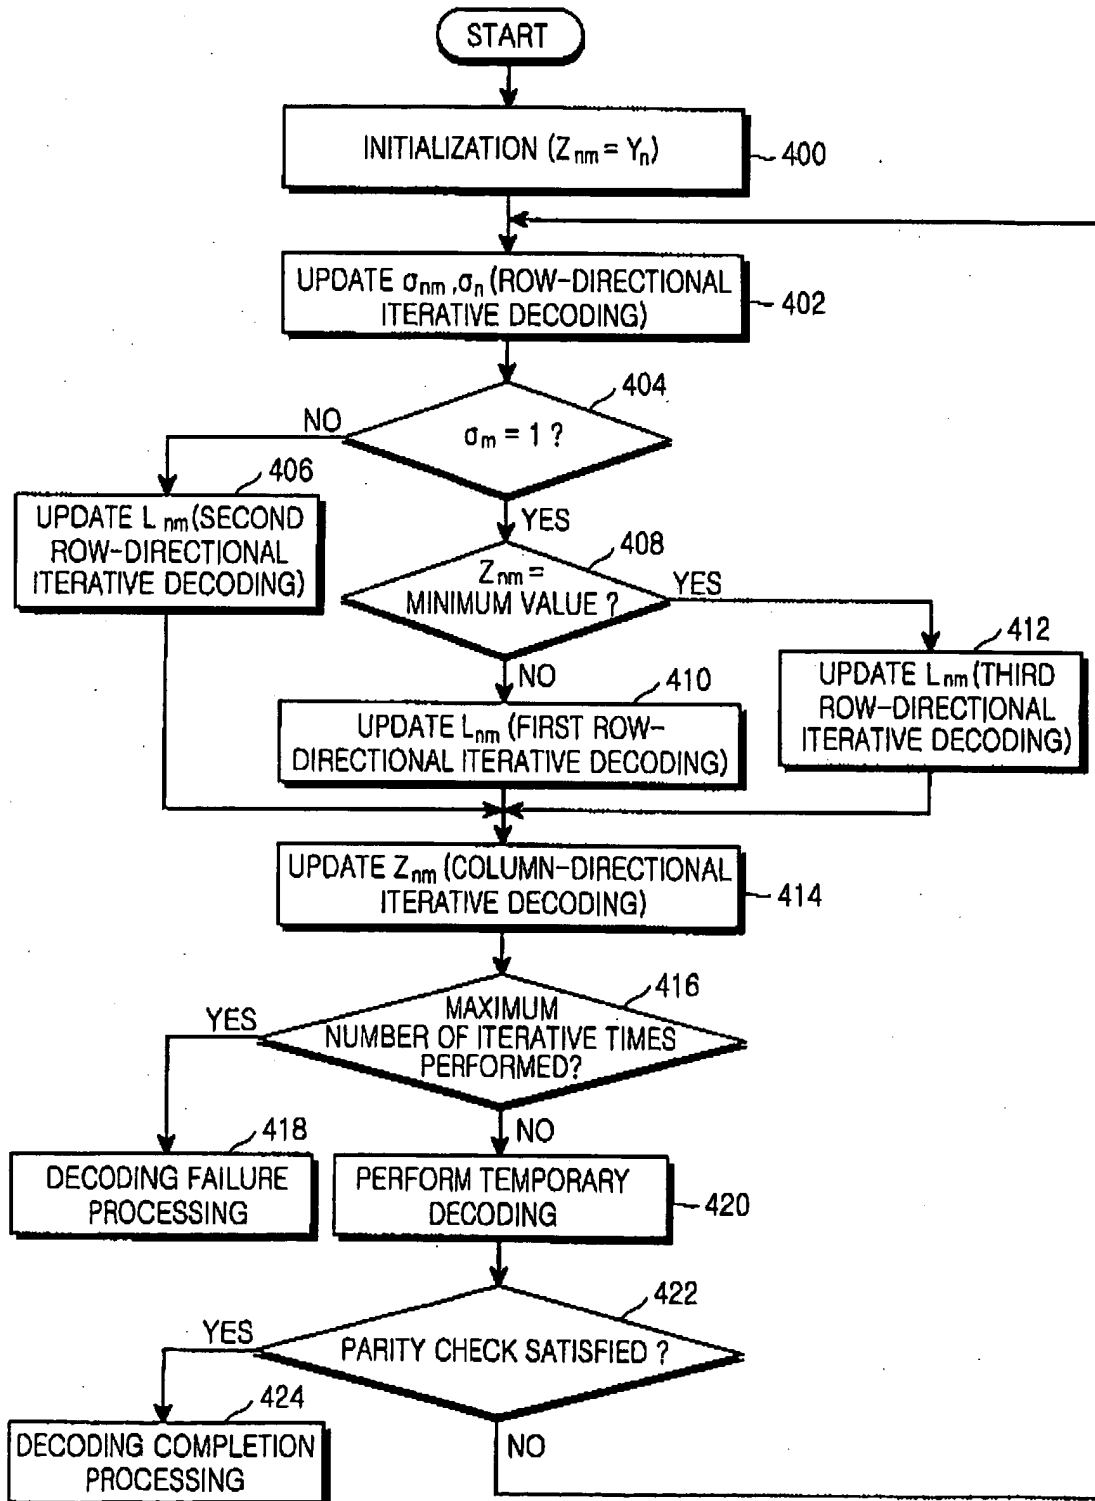 START
INITIALIZATION (Znm = Yn)
400
UPDATE σnm, σn (ROW-DIRECTIONAL
ITERATIVE DECODING)
402
404
NO
σm = 1 ?
406
YES
UPDATE L nm (SECOND
ROW-DIRECTIONAL
ITERATIVE DECODING)
408
Znm =
MINIMUM VALUE ?
YES
412
NO
410
UPDATE Lnm (THIRD
ROW-DIRECTIONAL
ITERATIVE DECODING)
UPDATE Lnm (FIRST ROW-
DIRECTIONAL ITERATIVE DECODING)
UPDATE Znm (COLUMN-DIRECTIONAL
ITERATIVE DECODING)
414
416
YES
MAXIMUM
NUMBER OF ITERATIVE TIMES
PERFORMED?
418
NO
DECODING FAILURE
PROCESSING
PERFORM TEMPORARY
DECODING
420
422
YES
PARITY CHECK SATISFIED ?
424
NO
DECODING COMPLETION
PROCESSING